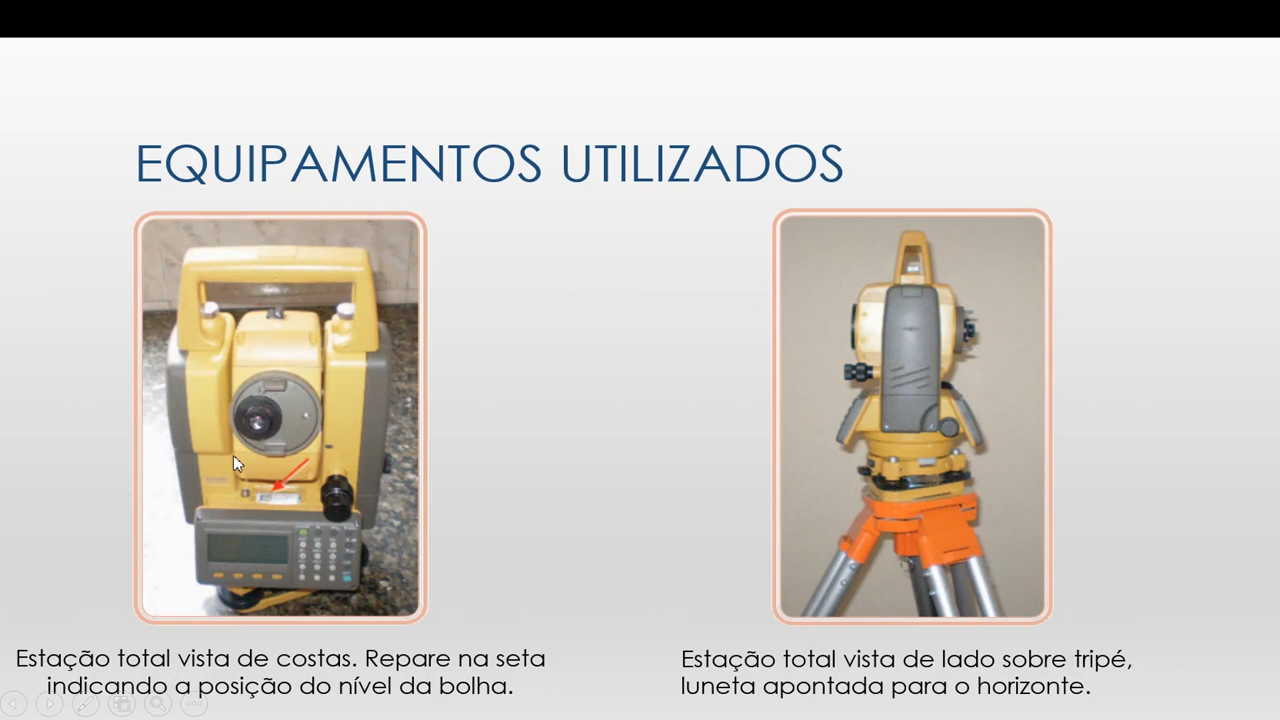 EQUIPAMENTOS UTILIZADOS
Estação total vista de costas. Repare na seta
indicando a posição do nível da bolha.
Estação total vista de lado sobre tripé,
luneta apontada para o horizonte.